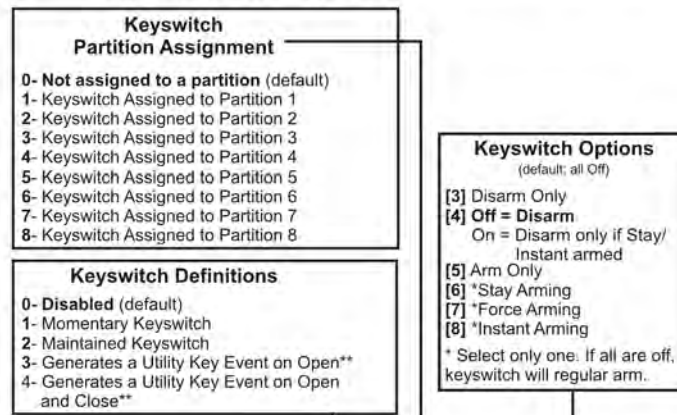 Keyswitch
Partition Assignment
0- Not assigned to a partition (default)
1- Keyswitch Assigned to Partition 1
2- Keyswitch Assigned to Partition 2
3- Keyswitch Assigned to Partition 3
4- Keyswitch Assigned to Partition 4
5- Keyswitch Assigned to Partition 5
6- Keyswitch Assigned to Partition 6
7- Keyswitch Assigned to Partition 7
8- Keyswitch Assigned to Partition 8
Keyswitch Definitions
0- Disabled (default)
1- Momentary Keyswitch
2- Maintained Keyswitch
3- Generates a Utility Key Event on Open**
4- Generates a Utility Key Event on Open
and Close**
Keyswitch Options
(default: all Off)
[3] Disarm Only
[4] Off = Disarm
On = Disarm only if Stay/
Instant armed
[5] Arm Only
[6] *Stay Arming
[7] *Force Arming
[8] *Instant Arming
* Select only one. If all are off,
keyswitch will regular arm.